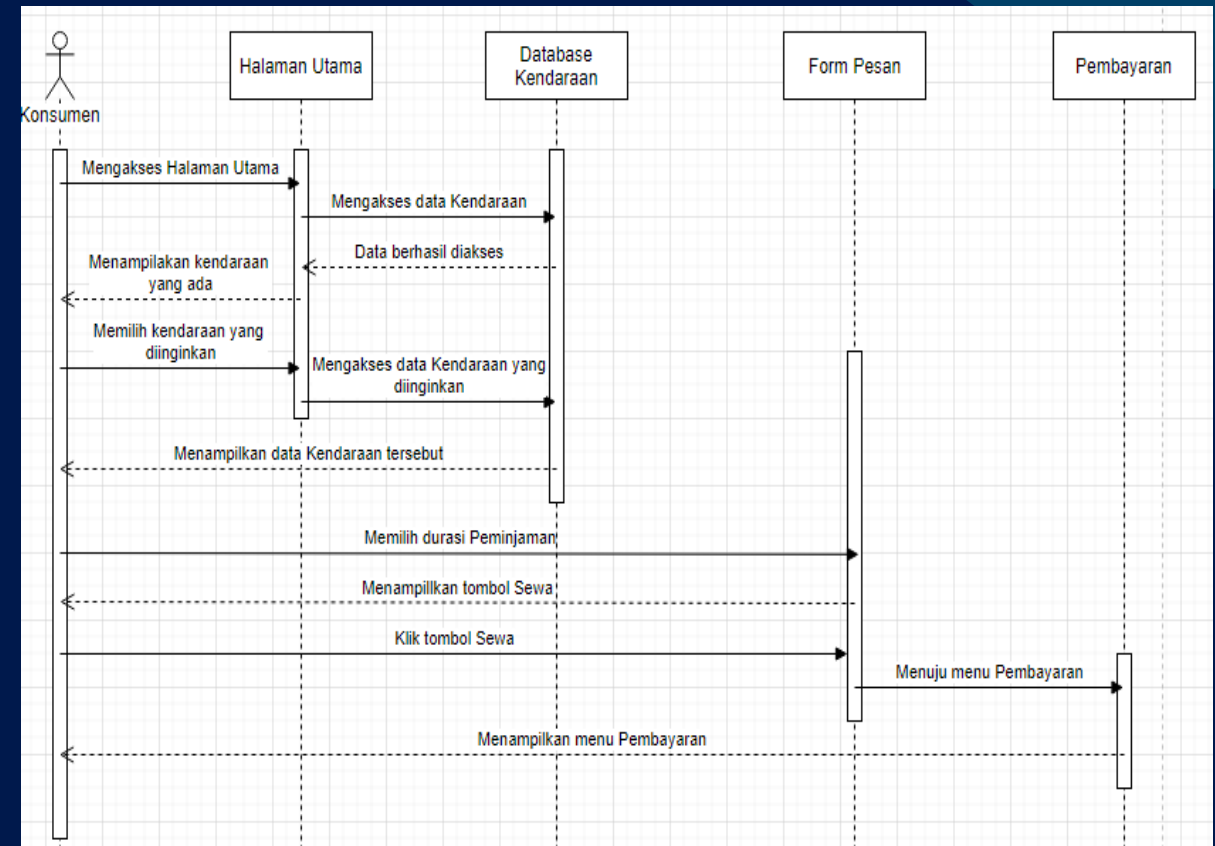 Konsumen
Halaman Utama
Database
Kendaraan
Form Pesan
Pembayaran
Mengakses Halaman Utama
Mengakses data Kendaraan
Data berhasil diakses
Menampilakan kendaraan
yang ada
Memilih kendaraan yang
diinginkan
Mengakses data Kendaraan yang
diinginkan
Menampilkan data Kendaraan tersebut
Memilih durasi Peminjaman
Menampillkan tombol Sewa
Klik tombol Sewa
Menuju menu Pembayaran
Menampilkan menu Pembayaran